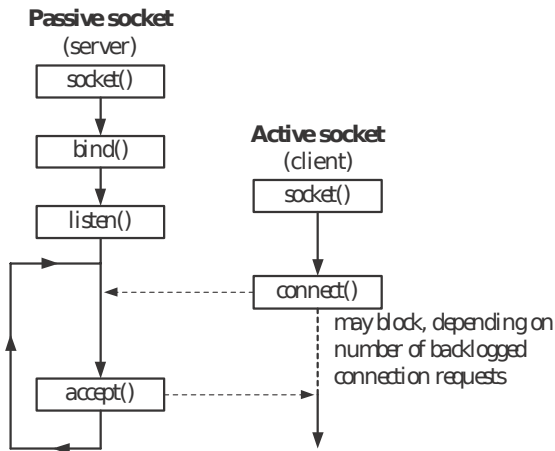 Passive socket
(server)
socket()
bind()
listen()
accept()
Active socket
(client)
socket()
connect()
may block, depending on
number of backlogged
connection requests